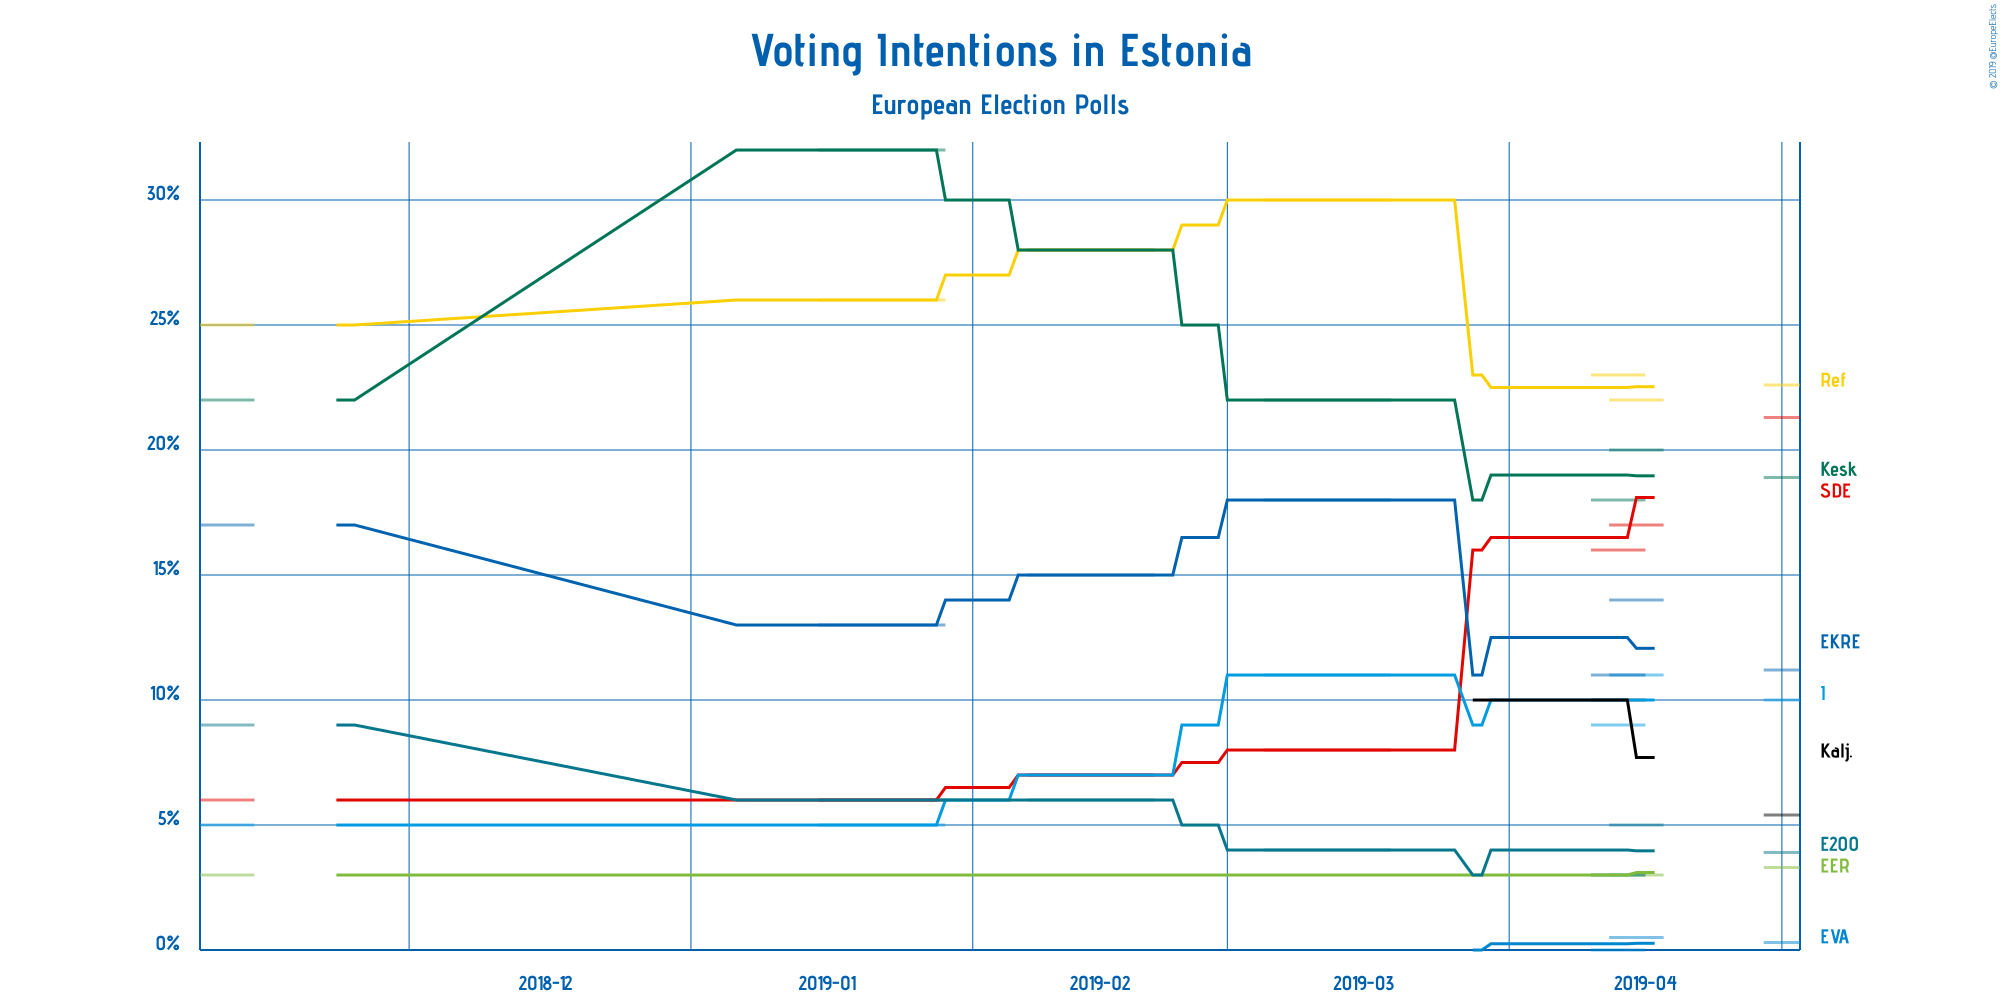 Voting Intentions in Estonia
European Election Polls
© 2019 @EuropeElects
30%
25%
20%
15%
10%
5%
0%
Ref
Kesk
SDE
EKRE
I
Kalj.
E200
EER
EVA
2018-12
2019-01
2019-02
2019-03
2019-04